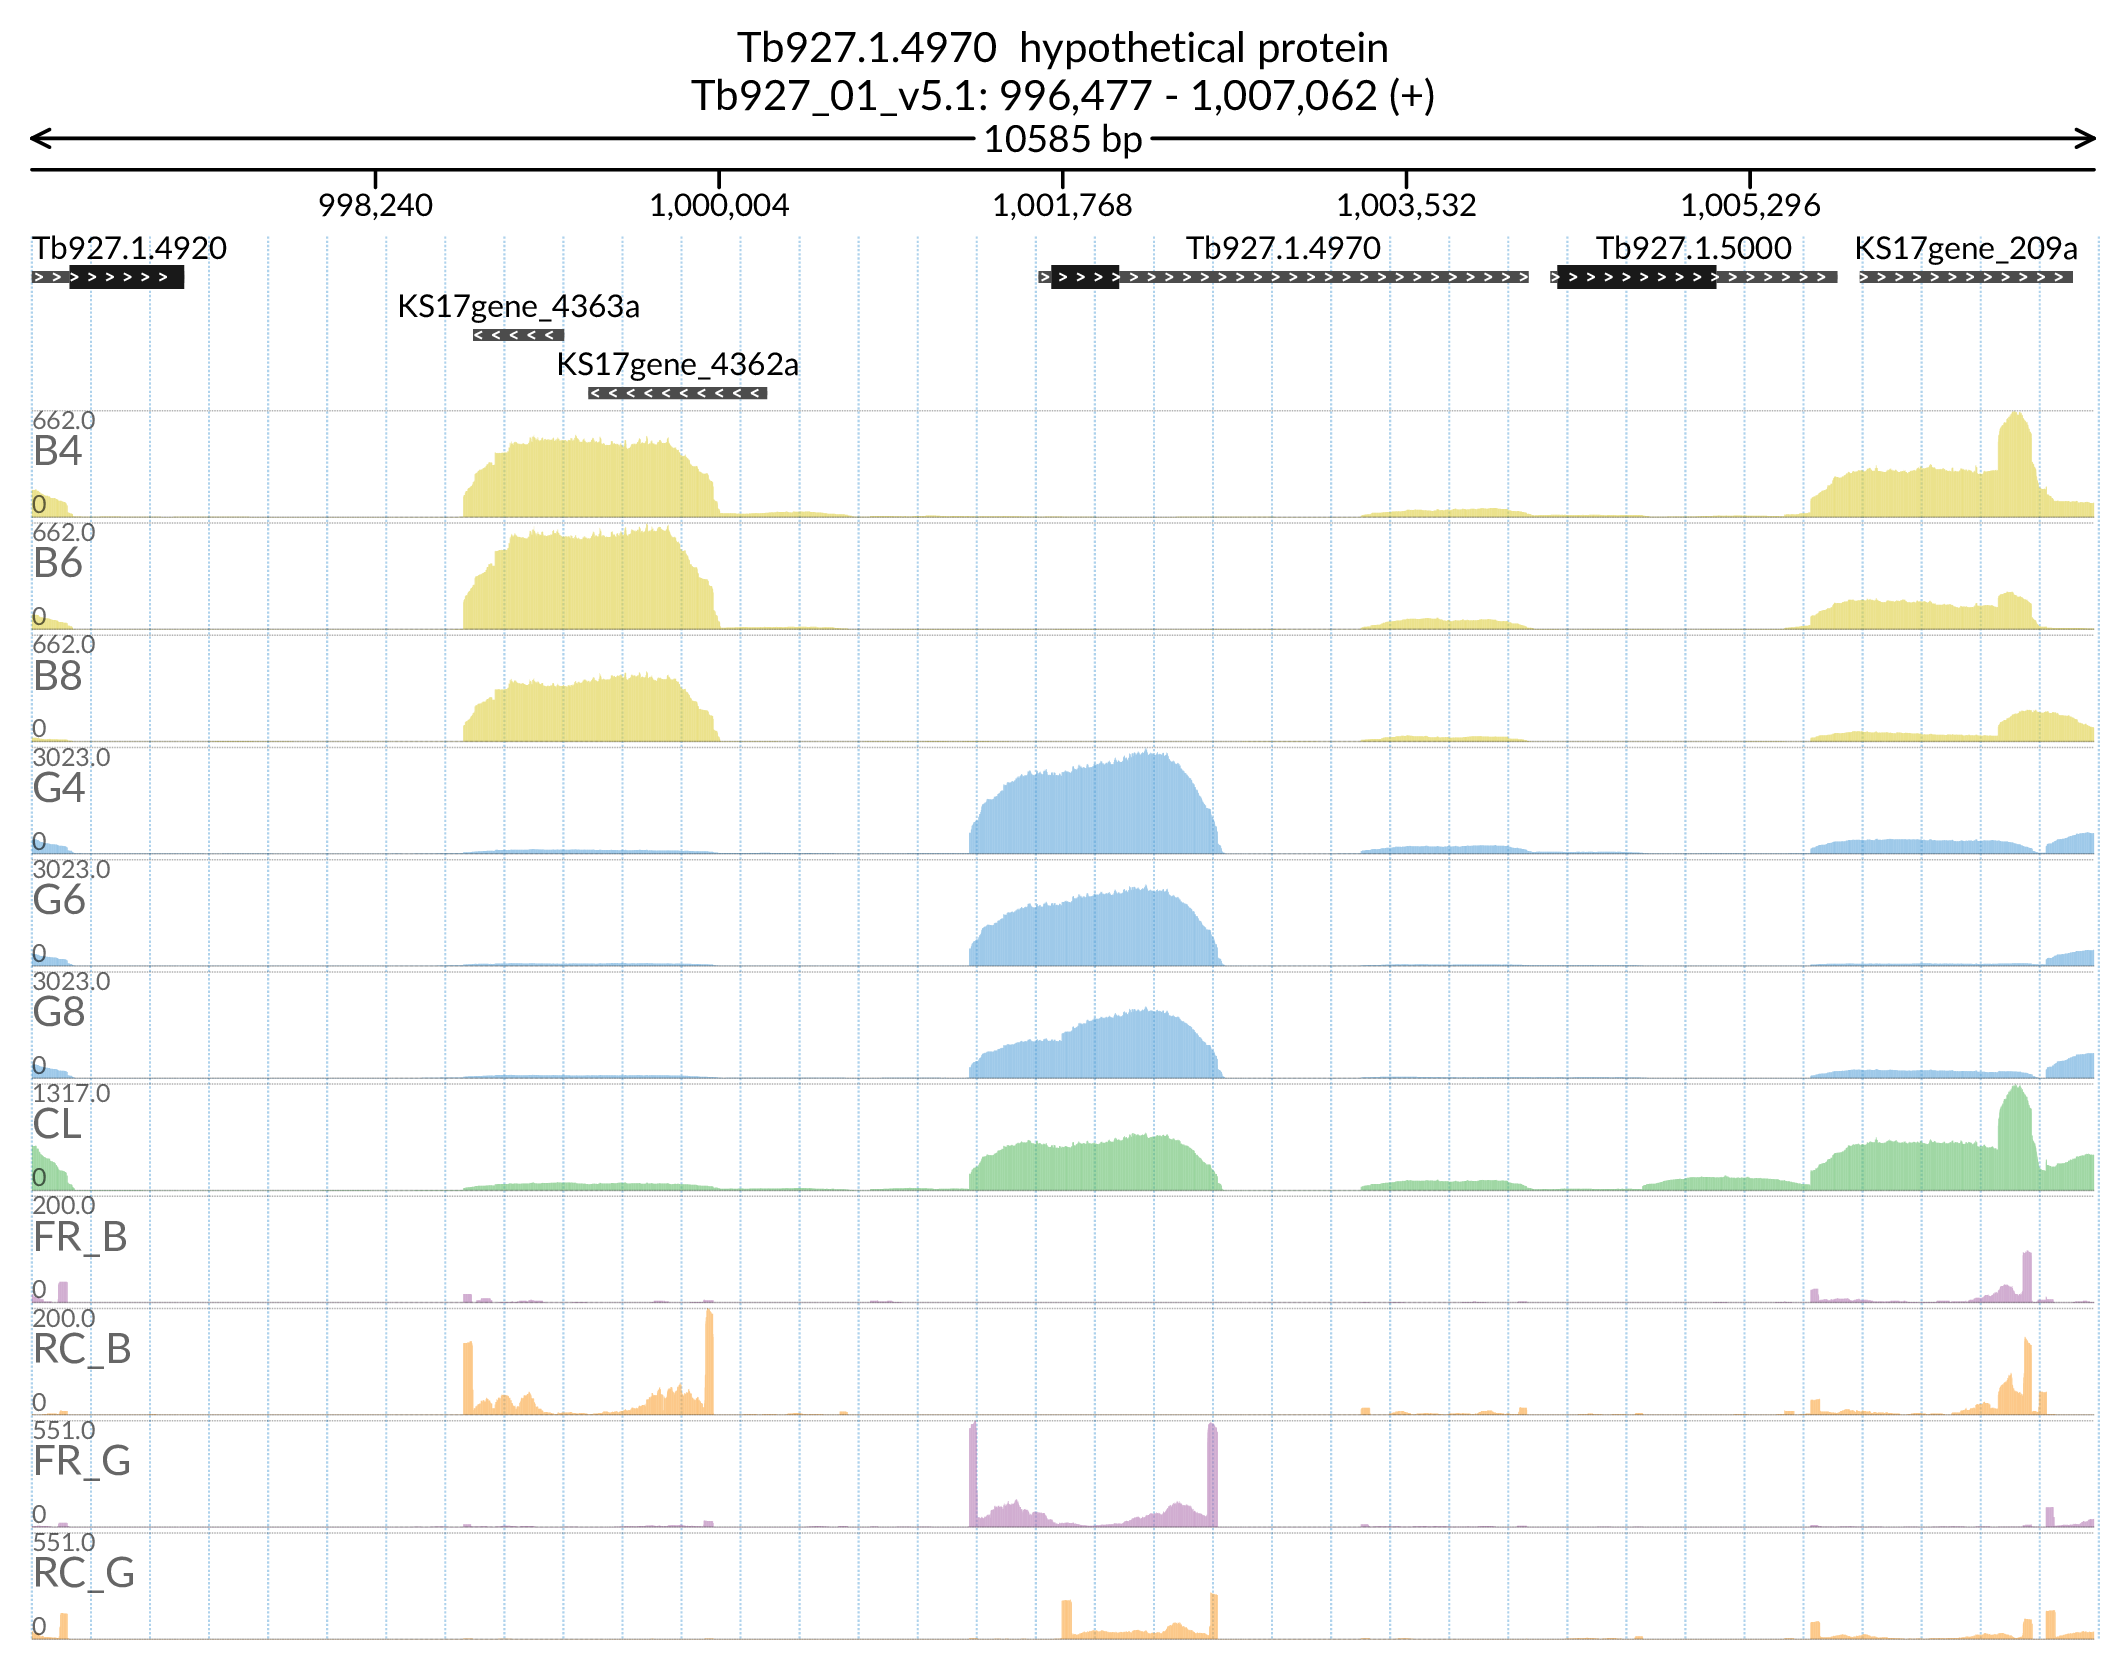 Tb927.1.4970  hypothetical protein
Tb927_01_v5.1: 996,477 - 1,007,062 (+)
10585 bp
998,240 1,000,004 1,001,768 1,003,532 1,005,296
Tb927.1.4920 Tb927.1.4970 Tb927.1.5000 KS17gene_209a
KS17gene_4363a
KS17gene_4362a
662.0
B4
0
662.0
B6
0
662.0
B8
0
3023.0
G4
0
3023.0
G6
0
3023.0
G8
0
1317.0
CL
0
200.0
FR_B
0
200.0
RC_B
0
551.0
FR_G
0
551.0
RC_G
0